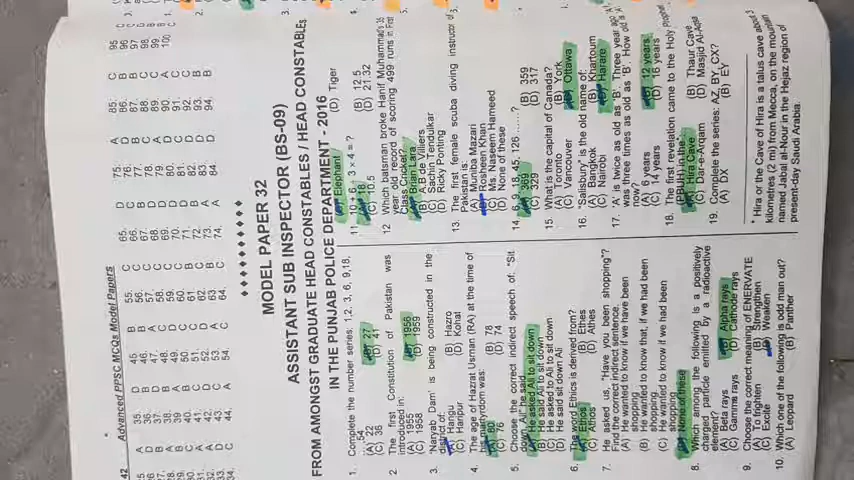 42 Advanced PPSC MCQs Model Papers
MODEL PAPER 32
ASSISTANT SUB INSPECTOR (BS-09)
FROM AMONGST GRADUATE HEAD CONSTABLES / HEAD CONSTABLES
IN THE PUNJAB POLICE DEPARTMENT - 2016
1. Complete the number series, 1,2,3, 6, 9,18,
....., 54
(A) 22 (B) 27
(C) 36 (D) 41
2 The first Constitution of Pakistan was
introduced in:
(A) 1955 (B) 1956
(C) 1958 (D) 1959
3. 'Naryab Dam' is being constructed in the
district of:
(A) Hangu (B) Hazro
(C) Haripur (D) Kohat
4. The age of Hazrat Usman (RA) at the time of
his martyrdom was:
(A) 80 (B) 78
(C) 76 (D) 74
5. Choose the correct indirect speech of: "Sit
down, Ali" he said
(A) He asked Ali to sit down
(B) He said Ali to sit down
(C) He asked to Ali to sit down
(D) He said sit down Ali
6. The word Ethics is derived from?
(A) Ethos (B) Ethes
(C) Athos (D) Athes
7. He asked us, "Have you been shopping"?
Find the correct indirect sentence.
(A) He wanted to know if we have been
shopping
(B) He wanted to know that, if we had been
shopping.
(C) He wanted to know if we had been
shopping
(D) None of these
8. Which among the following is a positively
charged particle emitted by a radioactive
element?
(A) Beta rays (B) Alpha rays
(C) Gamma rays (D) Cathode rays
9. Choose the correct meaning of ENERVATE
(A) To frighten (B) Strengthen
(C) Excite (D) Weaken
10. Which one of the following is odd man out?
(A) Leopard (B) Panther
(C) Elephant (D) Tiger
11. 10 + 6 ÷ 3 × 4 = ?
(A) 18 (B) 12.5
(C) 10.5 (D) 21.32
12 Which batsman broke Hanif Muhammad's 35
year old record of scoring 499 runs in First
Class Cricket?
(A) Brian Lara
(B) AB de Villiers
(C) Sachin Tendulkar
(D) Ricky Ponting
13. The first female scuba diving instructor of
Pakistan is:
(A) Muniba Mazari
(B) Rosheen Khan
(C) Ms. Naseem Hameed
(D) None of these
14. 6, 9, 18, 45, 126 ......?
(A) 369 (B) 359
(C) 329 (D) 317
15. What is the capital of Canada?
(A) Toronto (B) York
(C) Vancouver (D) Ottawa
16. "Salisbury" is the old name of:
(A) Bangkok (B) Khartoum
(C) Nairobi (D) Harare
17. 'A' is twice as old as 'B'. Three year ago 'A'
was three times as old as 'B'. How old is 'A'
now?
(A) 6 years (B) 12 years
(C) 14 years (D) 16 years
18. The first revelation came to the Holy Prophet
(PBUH) in the:
(A) Hira Cave (B) Thaur Cave
(C) Dar-e-Arqam (D) Masjid Al-Aqsa
19. Complete the series: AZ, BY, CX?
(A) DX (B) EY
* Hira or the Cave of Hira is a talus cave about 3
kilometres (2 mi) from Mecca, on the mountain
named Jabal al-Nour in the Hejaz region of
present-day Saudi Arabia.